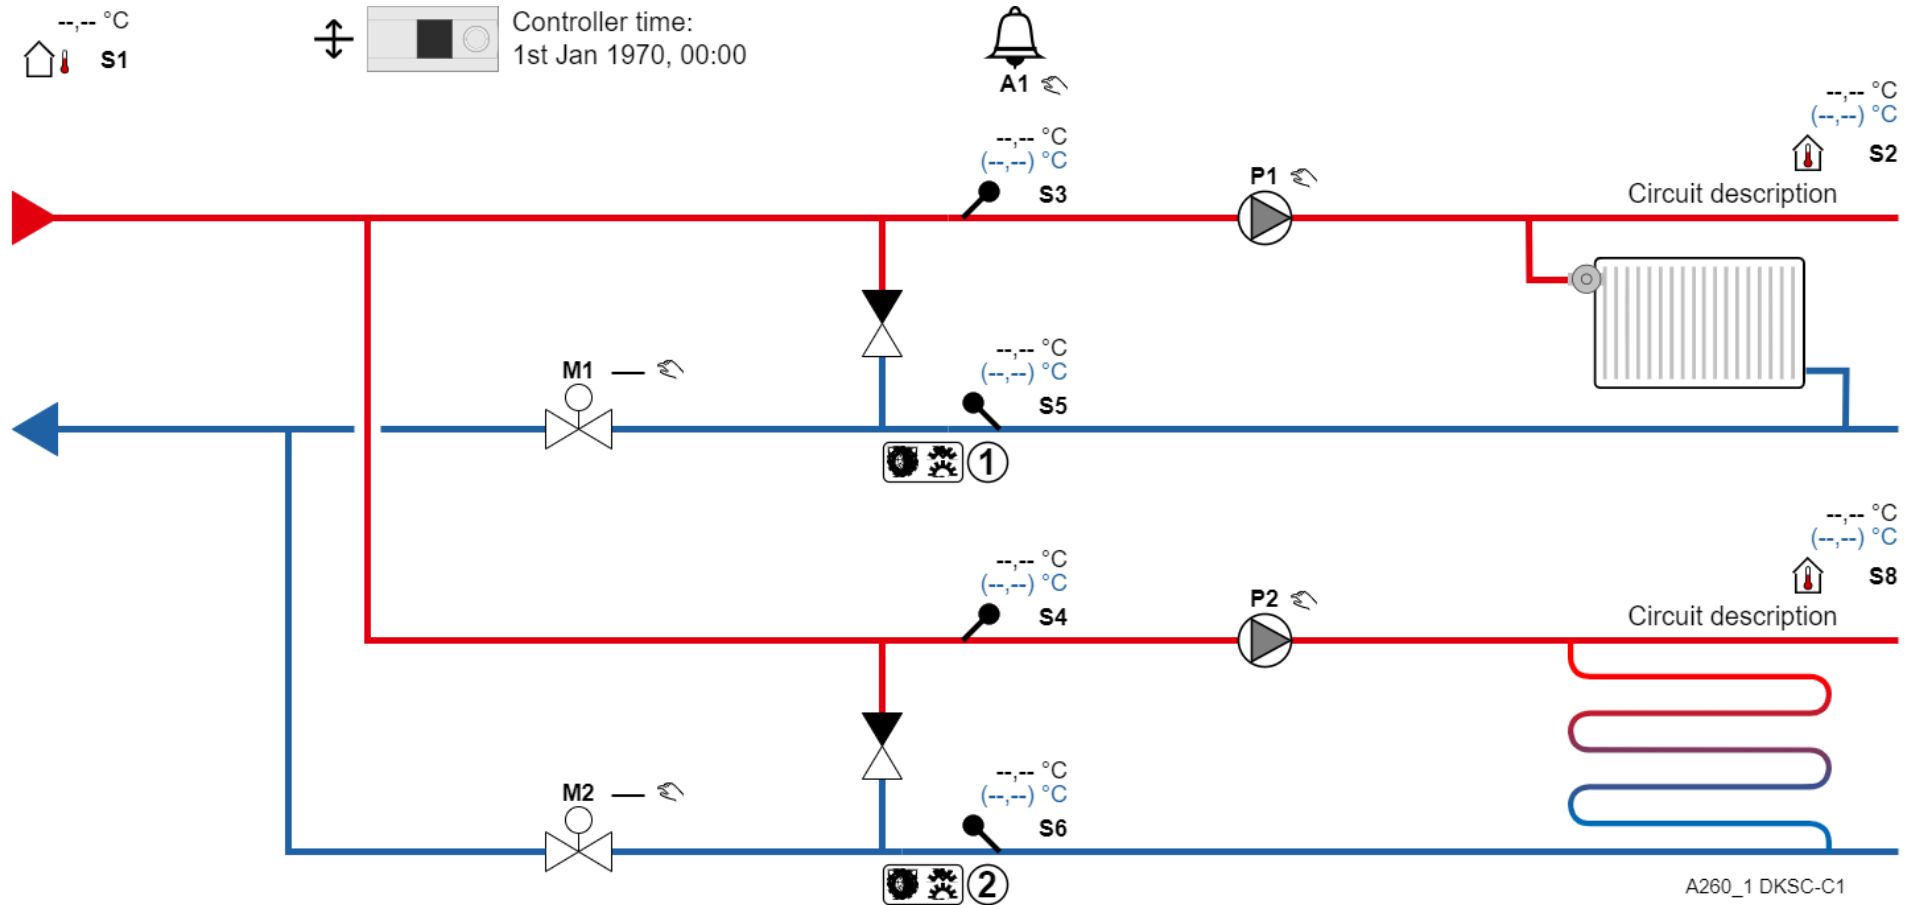 --,-- °C
S1
Controller time:
1st Jan 1970, 00:00
A1
--,-- °C
(--,--) °C
S2
Circuit description
--,-- °C
(--,--) °C
S3
P1
M1
--,-- °C
(--,--) °C
S5
1
--,-- °C
(--,--) °C
S8
Circuit description
--,-- °C
(--,--) °C
S4
P2
M2
--,-- °C
(--,--) °C
S6
2
A260_1 DKSC-C1